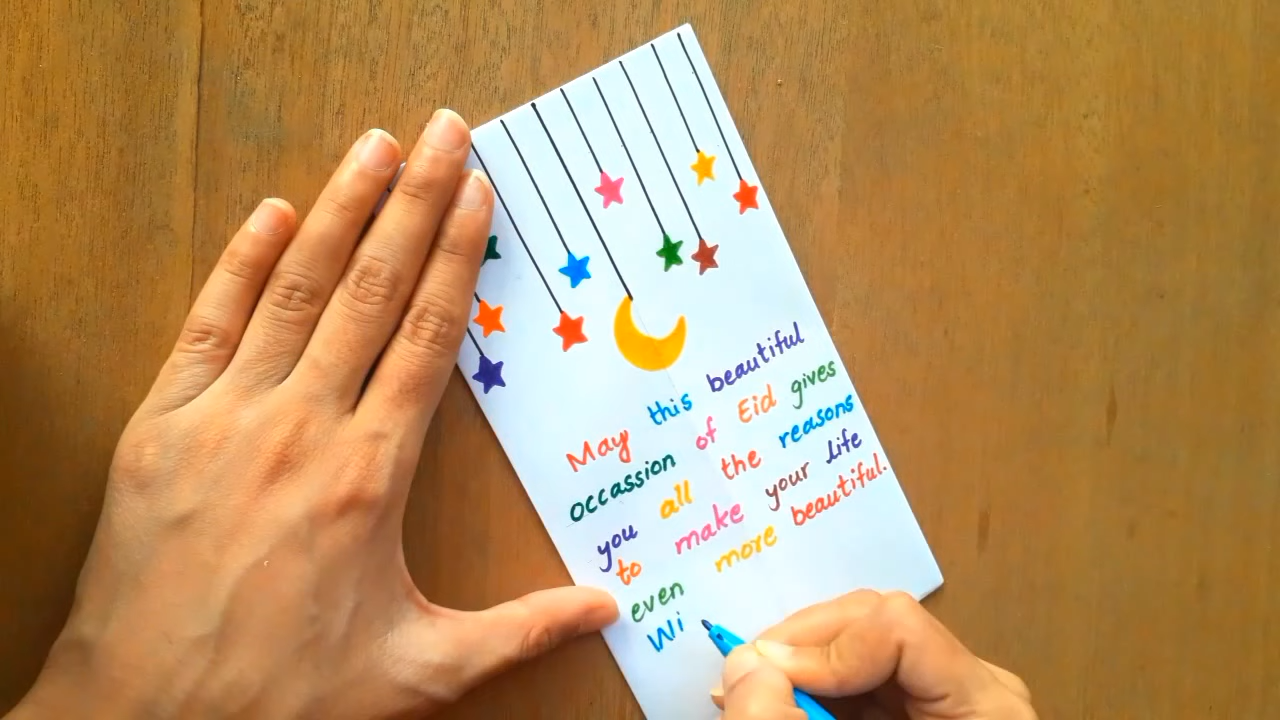 May this beautiful
occassion of Eid gives
you all the reasons
to make your life
even more beautiful.
Wi